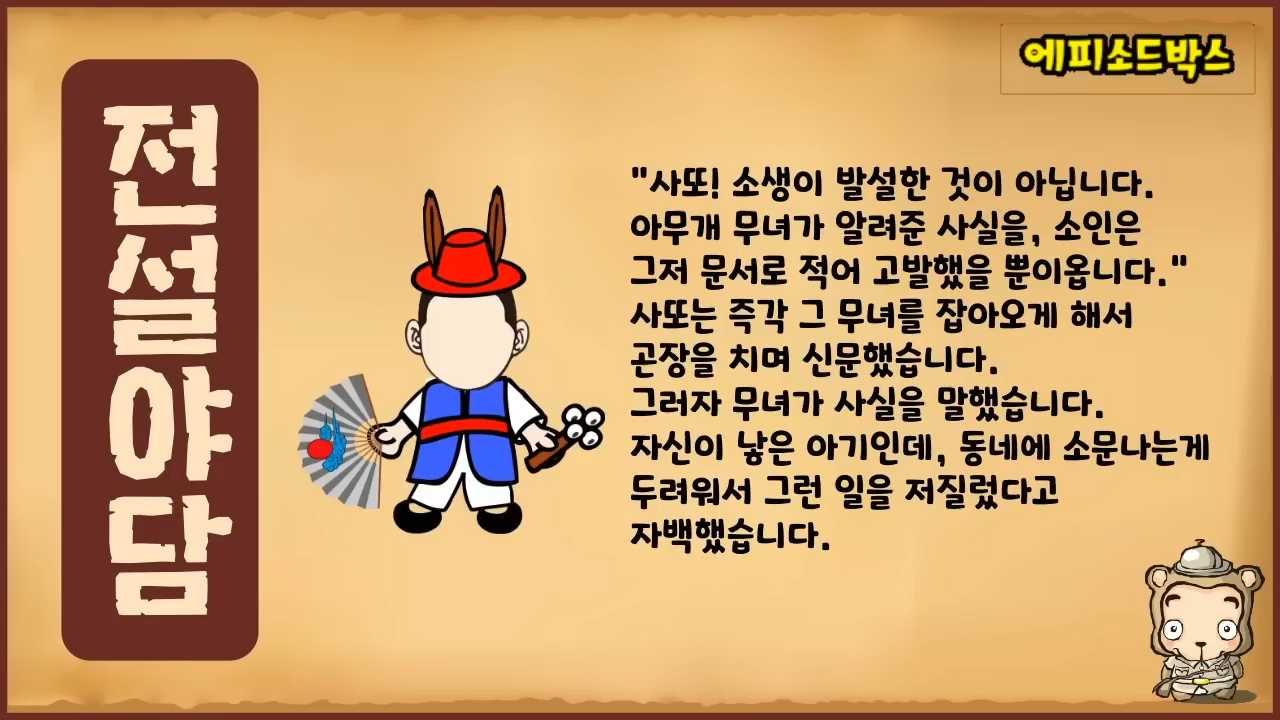 에피소드박스
전설야담
"사또! 소생이 발설한 것이 아닙니다.
아무개 무녀가 알려준 사실을, 소인은
그저 문서로 적어 고발했을 뿐이옵니다."
사또는 즉각 그 무녀를 잡아오게 해서
곤장을 치며 신문했습니다.
그러자 무녀가 사실을 말했습니다.
자신이 낳은 아기인데, 동네에 소문나는게
두려워서 그런 일을 저질렀다고
자백했습니다.